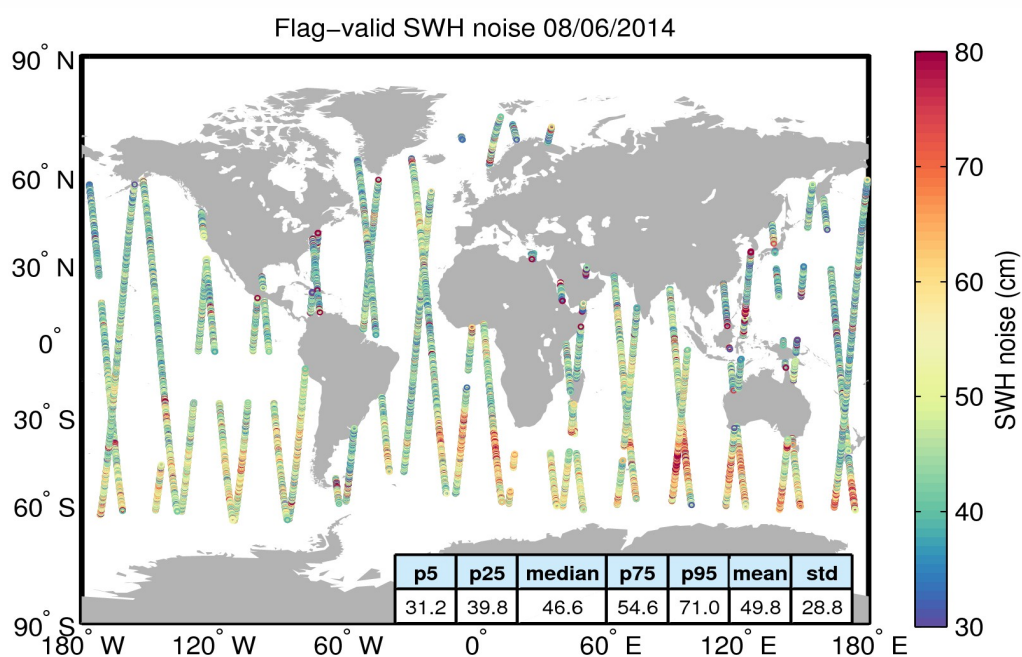 Flag−valid SWH noise 08/06/2014
90° N
60° N
30° N
0°
30° S
60° S
90° S
180° W
120° W
60° W
0°
60° E
120° E
180° E
80
70
60
50
40
30
SWH noise (cm)
p5 p25 median p75 p95 mean std
31.2 39.8 46.6 54.6 71.0 49.8 28.8